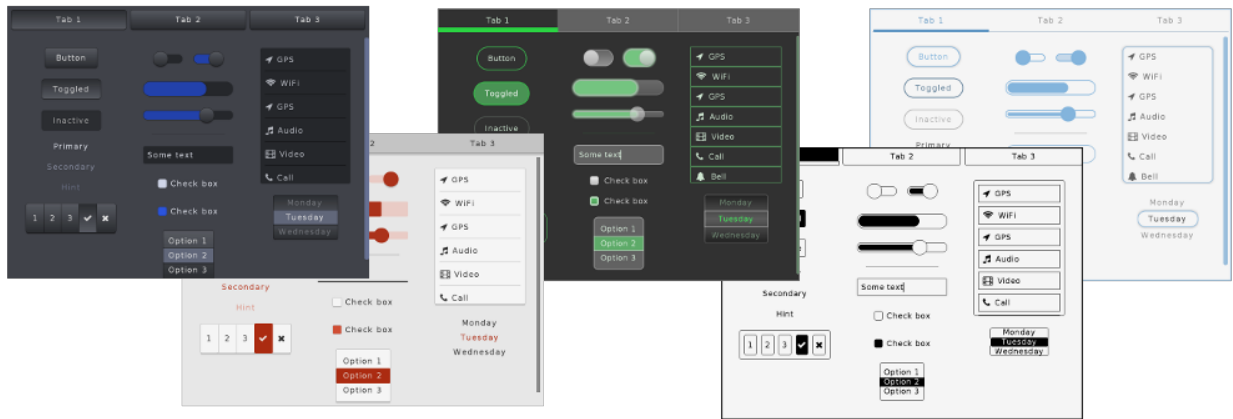 Tab 1 Tab 2 Tab 3
Button
Toggled
Inactive
Primary
Secondary
Hint
1 2 3
Some text
Check box
Check box
Option 1
Option 2
Option 3
GPS
WiFi
GPS
Audio
Video
Call
Monday
Tuesday
Wednesday
2 Tab 3
Secondary
Hint
1 2 3
Check box
Check box
Option 1
Option 2
Option 3
GPS
WiFi
GPS
Audio
Video
Call
Monday
Tuesday
Wednesday
Tab 1 Tab 2 Tab 3
Button
Toggled
Inactive
Some text
Check box
Check box
Option 1
Option 2
Option 3
GPS
WiFi
GPS
Audio
Video
Call
Bell
Monday
Tuesday
Wednesday
Tab 2 Tab 3
Secondary
Hint
1 2 3
Some text
Check box
Check box
Option 1
Option 2
Option 3
GPS
WiFi
GPS
Audio
Video
Call
Monday
Tuesday
Wednesday
Tab 1 Tab 2 Tab 3
Button
Toggled
Inactive
Primary
GPS
WiFi
GPS
Audio
Video
Call
Bell
Monday
Tuesday
Wednesday